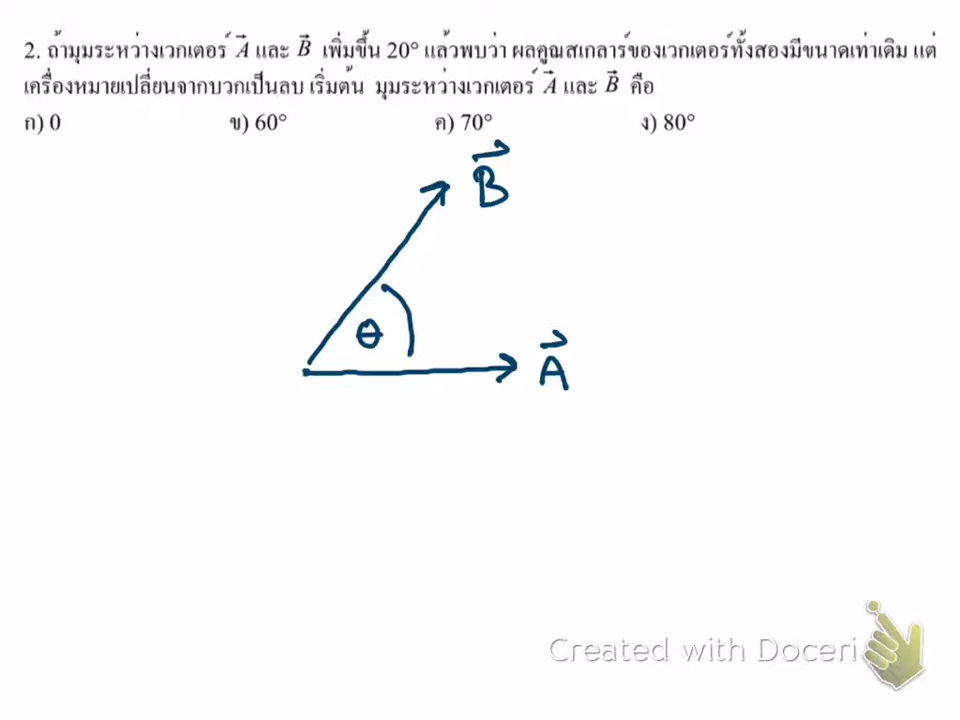 2. ถ้ามุมระหว่างเวกเตอร์ A⃗ และ B⃗ เพิ่มขึ้น 20° แล้วพบว่า ผลคูณสเกลาร์ของเวกเตอร์ทั้งสองมีขนาดเท่าเดิม แต่
เครื่องหมายเปลี่ยนจากบวกเป็นลบ เริ่มต้น มุมระหว่างเวกเตอร์ A⃗ และ B⃗ คือ
ก) 0 ข) 60° ค) 70° ง) 80°
B⃗
θ
A⃗
Created with Doceri